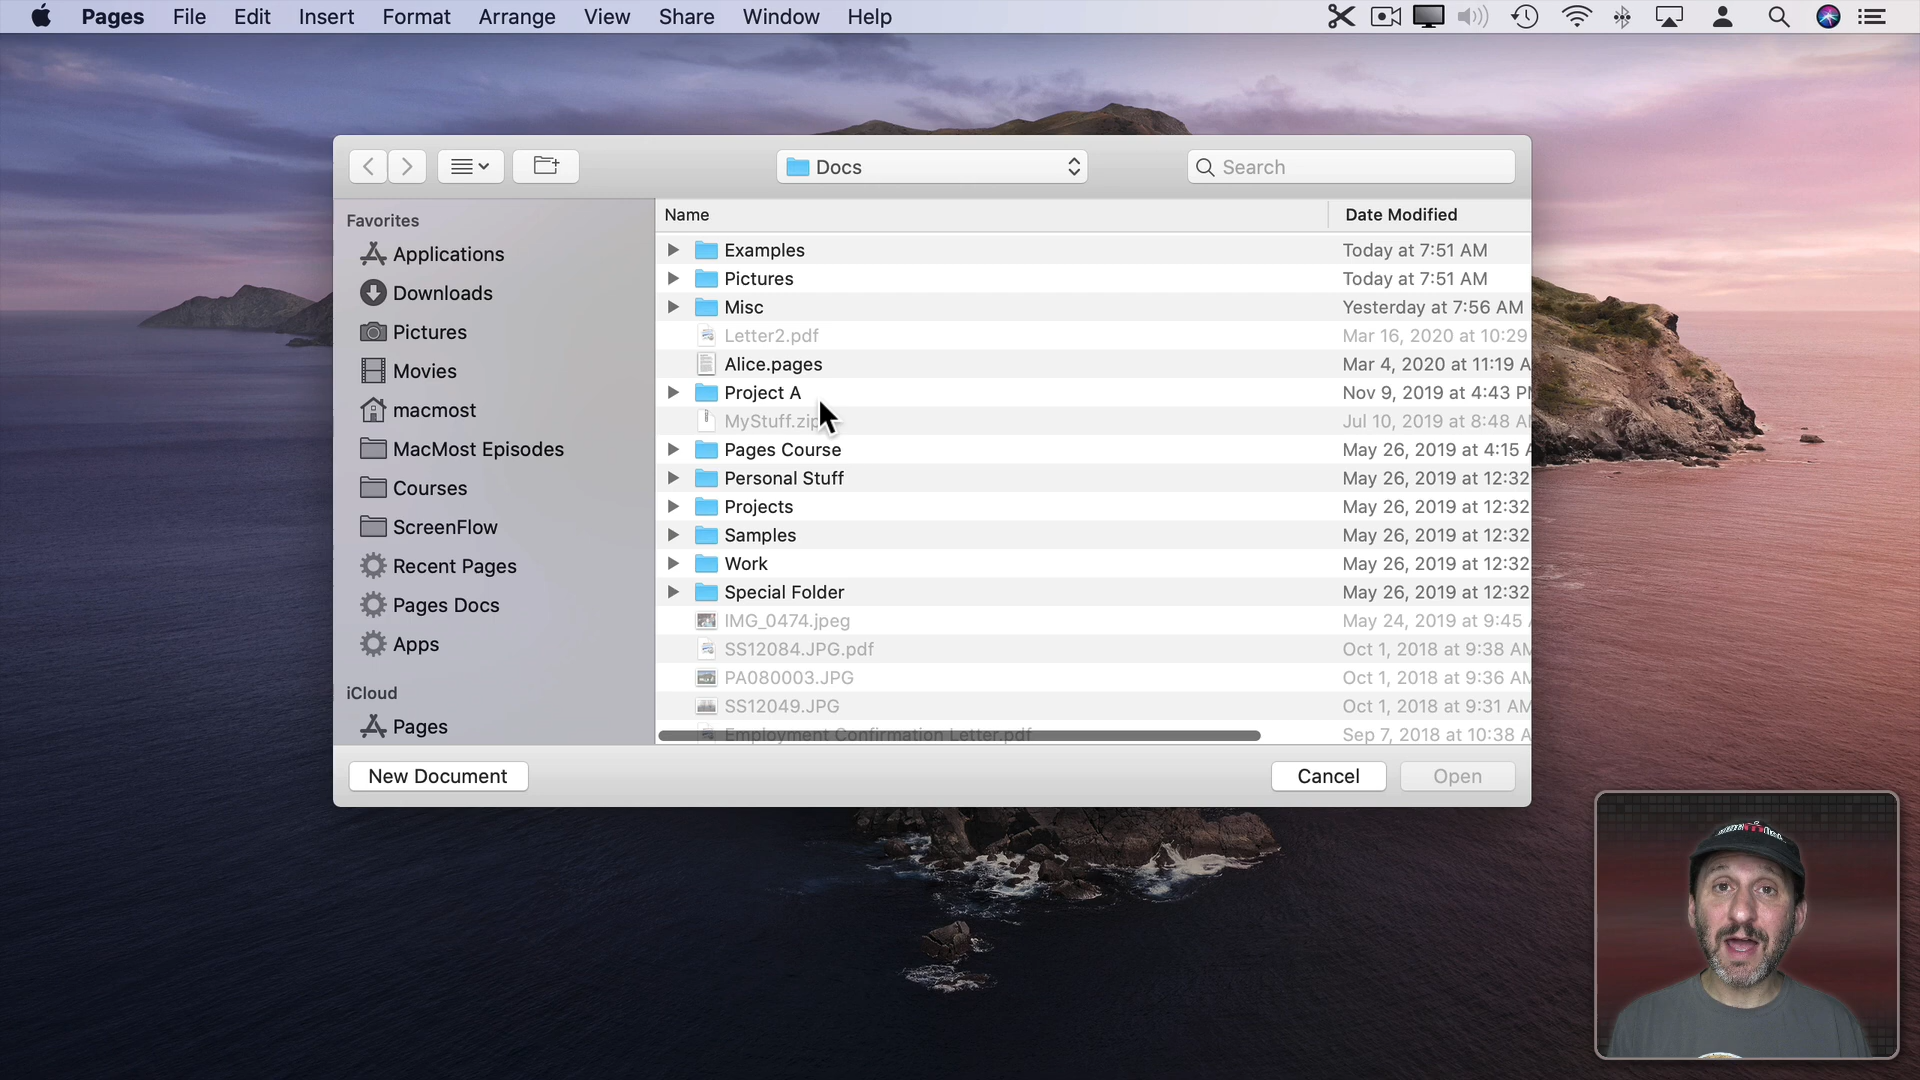 Pages File Edit Insert Format Arrange View Share Window Help
Docs
Search
Favorites
Applications
Downloads
Pictures
Movies
macmost
MacMost Episodes
Courses
ScreenFlow
Recent Pages
Pages Docs
Apps
iCloud
Pages
Name Date Modified
Examples Today at 7:51 AM
Pictures Today at 7:51 AM
Misc Yesterday at 7:56 AM
Letter2.pdf Mar 16, 2020 at 10:29
Alice.pages Mar 4, 2020 at 11:19 A
Project A Nov 9, 2019 at 4:43 P
MyStuff.zip Jul 10, 2019 at 8:48 A
Pages Course May 26, 2019 at 4:15 A
Personal Stuff May 26, 2019 at 12:32
Projects May 26, 2019 at 12:32
Samples May 26, 2019 at 12:32
Work May 26, 2019 at 12:32
Special Folder May 26, 2019 at 12:32
IMG_0474.jpeg May 24, 2019 at 9:45
SS12084.JPG.pdf Oct 1, 2018 at 9:38 AM
PA080003.JPG Oct 1, 2018 at 9:36 AM
SS12049.JPG Oct 1, 2018 at 9:31 AM
Employment Confirmation Letter.pdf Sep 7, 2018 at 10:38 A
New Document Cancel Open